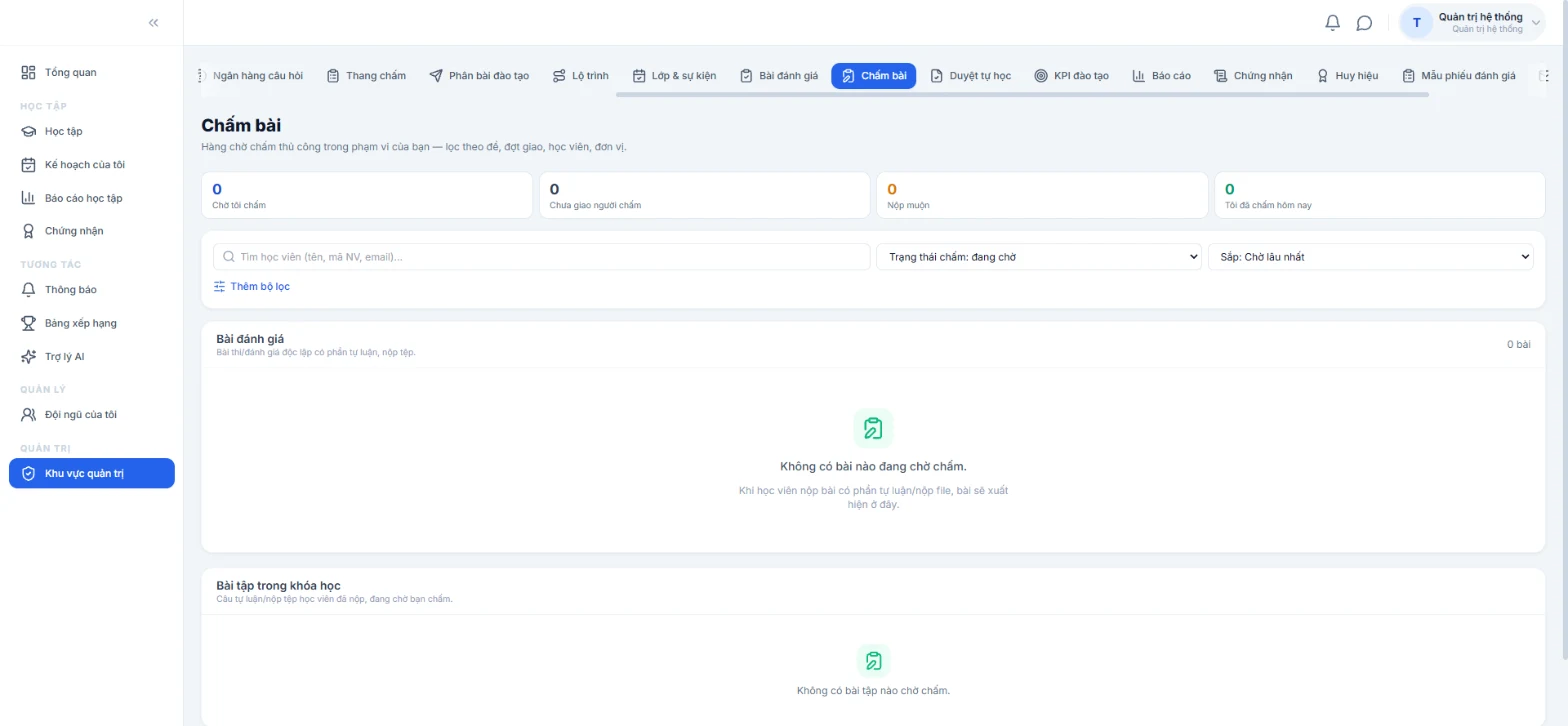 T
Quản trị hệ thống
Quản trị hệ thống
Tổng quan
HỌC TẬP
Học tập
Kế hoạch của tôi
Báo cáo học tập
Chứng nhận
TƯƠNG TÁC
Thông báo
Bảng xếp hạng
Trợ lý AI
QUẢN LÝ
Đội ngũ của tôi
QUẢN TRỊ
Khu vực quản trị
Ngân hàng câu hỏi
Thang chấm
Phân bài đào tạo
Lộ trình
Lớp & sự kiện
Bài đánh giá
Chấm bài
Duyệt tự học
KPI đào tạo
Báo cáo
Chứng nhận
Huy hiệu
Mẫu phiếu đánh giá
Chấm bài
Hàng chờ chấm thủ công trong phạm vi của bạn — lọc theo đề, đợt giao, học viên, đơn vị.
0
Chờ tôi chấm
0
Chưa giao người chấm
0
Nộp muộn
0
Tôi đã chấm hôm nay
Tìm học viên (tên, mã NV, email)...
Trạng thái chấm: đang chờ
Sắp: Chờ lâu nhất
Thêm bộ lọc
Bài đánh giá
Bài thi/đánh giá độc lập có phần tự luận, nộp tệp.
0 bài
Không có bài nào đang chờ chấm.
Khi học viên nộp bài có phần tự luận/nộp file, bài sẽ xuất
hiện ở đây.
Bài tập trong khóa học
Câu tự luận/nộp tệp học viên đã nộp, đang chờ bạn chấm.
Không có bài tập nào chờ chấm.